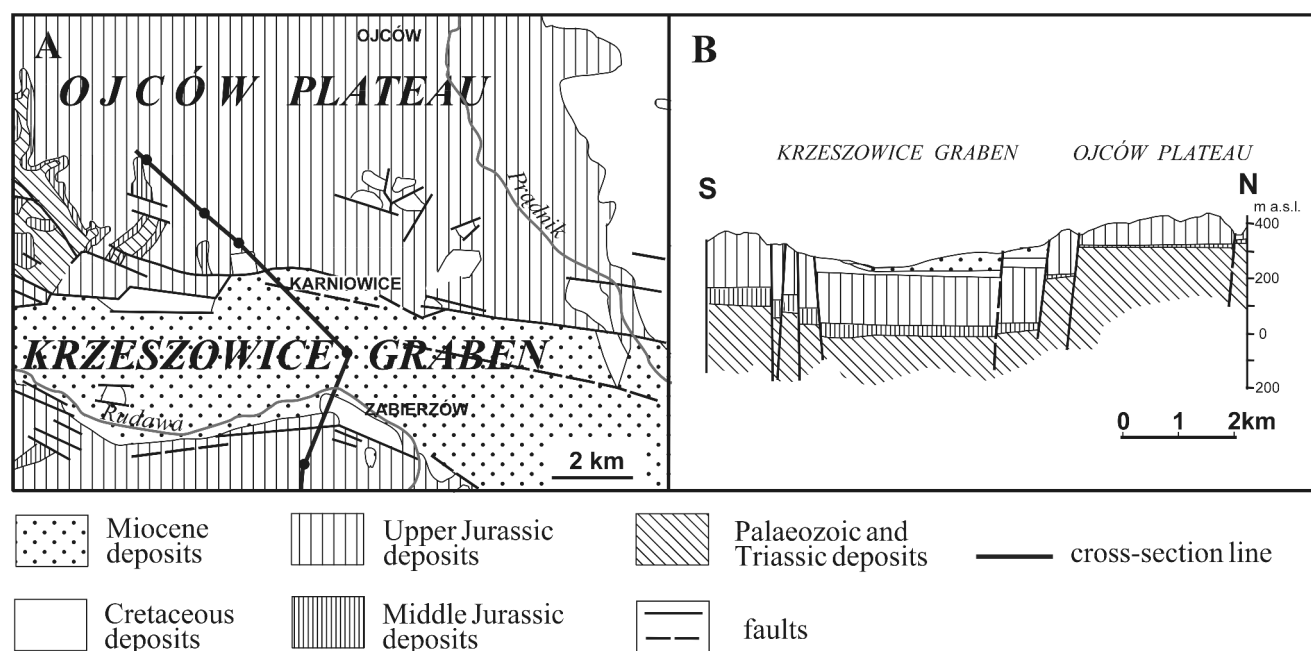 A
OJCÓW
OJCÓW PLATEAU
Prądnik
KARNIOWICE
KRZESZOWICE GRABEN
Rudawa
ZABIERZÓW
2 km
B
KRZESZOWICE GRABEN
OJCÓW PLATEAU
S
N
m a.s.l.
400
200
0
200
0 1 2km
Miocene
deposits
Upper Jurassic
deposits
Palaeozoic and
Triassic deposits
cross-section line
Cretaceous
deposits
Middle Jurassic
deposits
faults